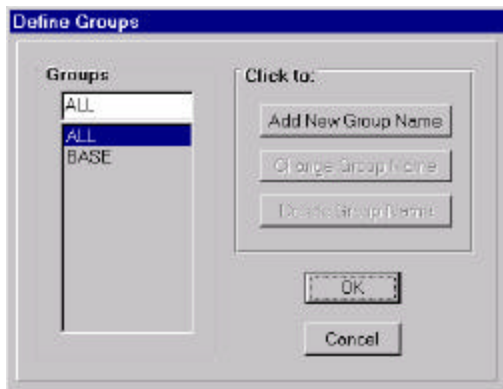 Define Groups
Groups
ALL
ALL
BASE
Click to:
Add New Group Name
Change Group Name
Delete Group Name
OK
Cancel